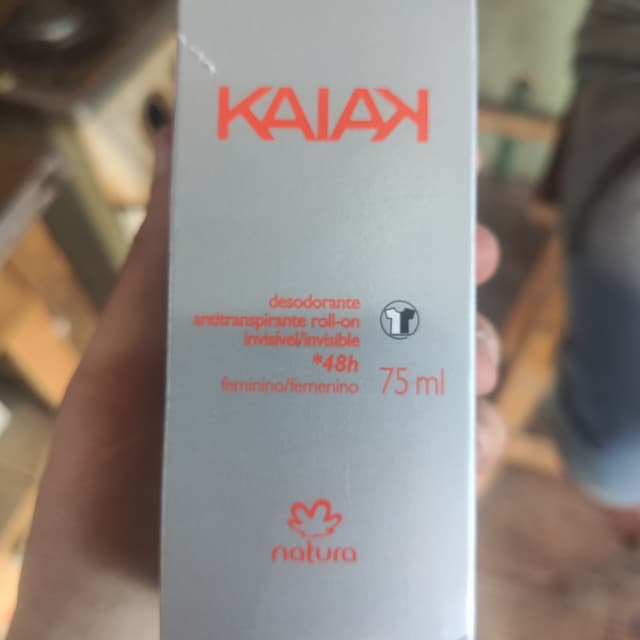 KAIAK
desodorante
antitranspirante roll-on
invisível/invisible
*48h
feminino/femenino
75 ml
natura